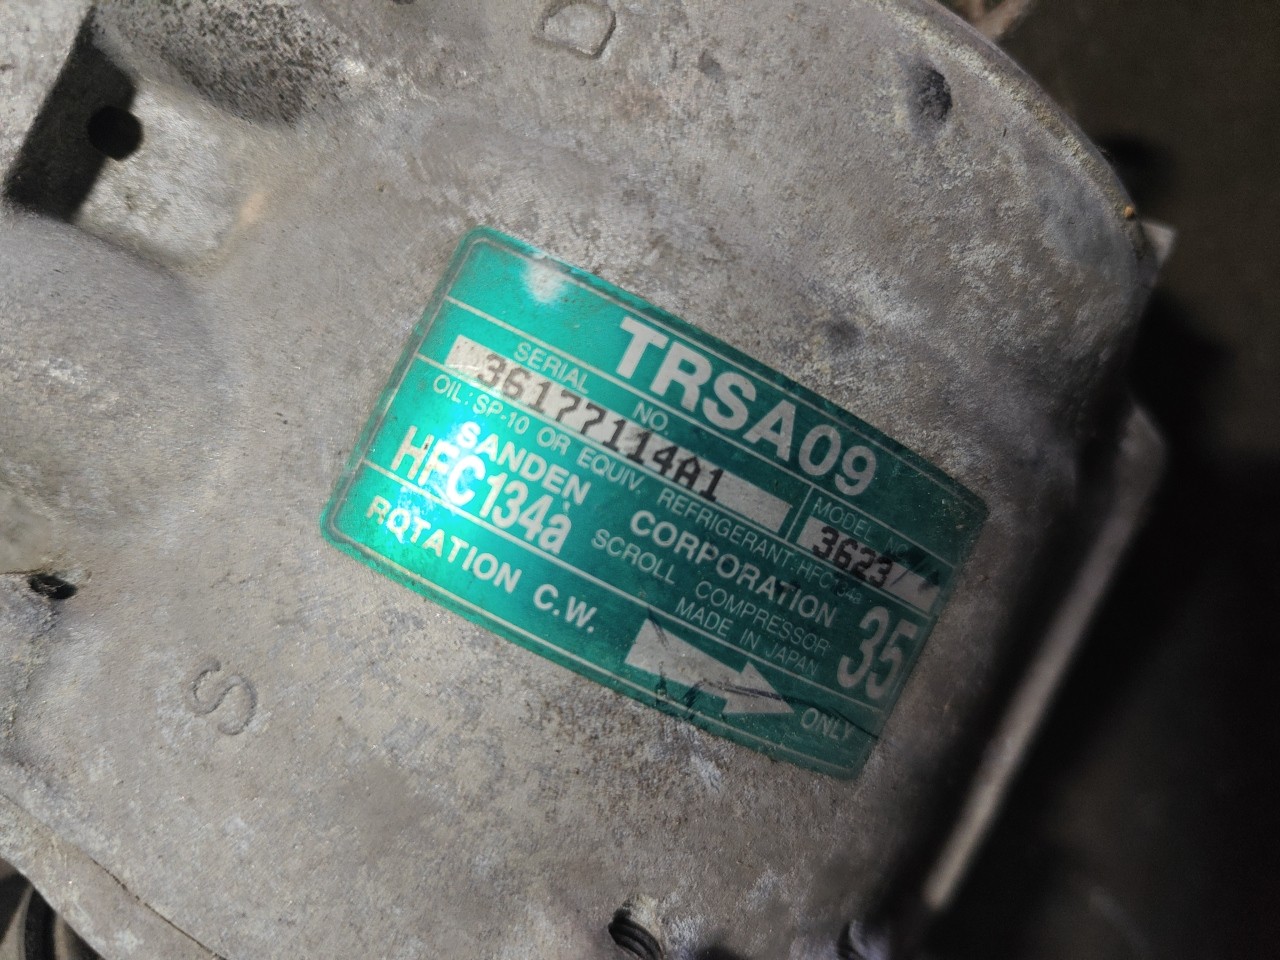 D
TRSA09
SERIAL NO.
MODEL NO.
36177114A1
3623
OIL: SP-10 OR EQUIV. REFRIGERANT: HFC134a
SANDEN CORPORATION
HFC134a
SCROLL COMPRESSOR
MADE IN JAPAN
35
ROTATION C.W.
ONLY
S